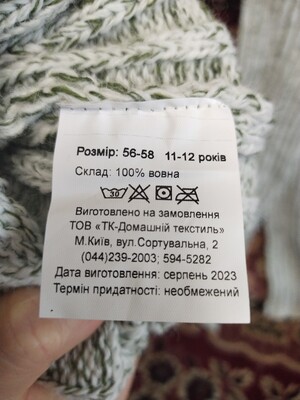 Розмір: 56-58 11-12 років
Склад: 100% вовна
30
Виготовлено на замовлення
ТОВ «ТК-Домашній текстиль»
М.Київ, вул.Сортувальна, 2
(044)239-2003; 594-5282
Дата виготовлення: серпень 2023
Термін придатності: необмежений